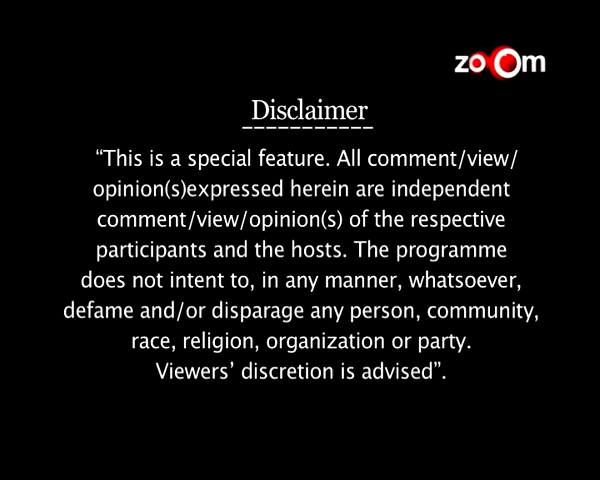 zoOm
Disclaimer
“This is a special feature. All comment/view/
opinion(s)expressed herein are independent
comment/view/opinion(s) of the respective
participants and the hosts. The programme
does not intent to, in any manner, whatsoever,
defame and/or disparage any person, community,
race, religion, organization or party.
Viewers’ discretion is advised”.